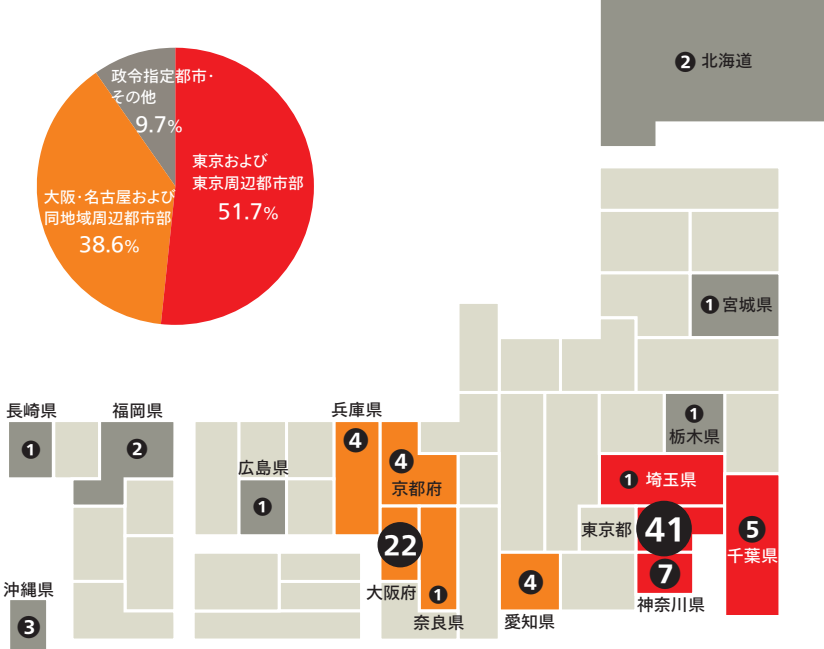 政令指定都市・
その他
9.7%
東京および
東京周辺都市部
51.7%
大阪・名古屋および
同地域周辺都市部
38.6%
2 北海道
1 宮城県
1
栃木県
1 埼玉県
東京都 41
5
千葉県
7
神奈川県
長崎県
1
福岡県
2
兵庫県
4
4
京都府
広島県
1
22
大阪府
1
奈良県
4
愛知県
沖縄県
3